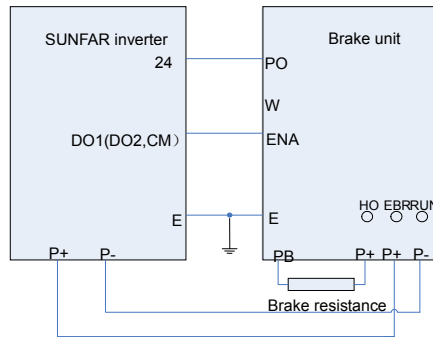 SUNFAR inverter
24
DO1(DO2,CM）
E
P+ P-
Brake unit
PO
W
ENA
E
HO EBR RUN
PB P+ P+ P-
Brake resistance